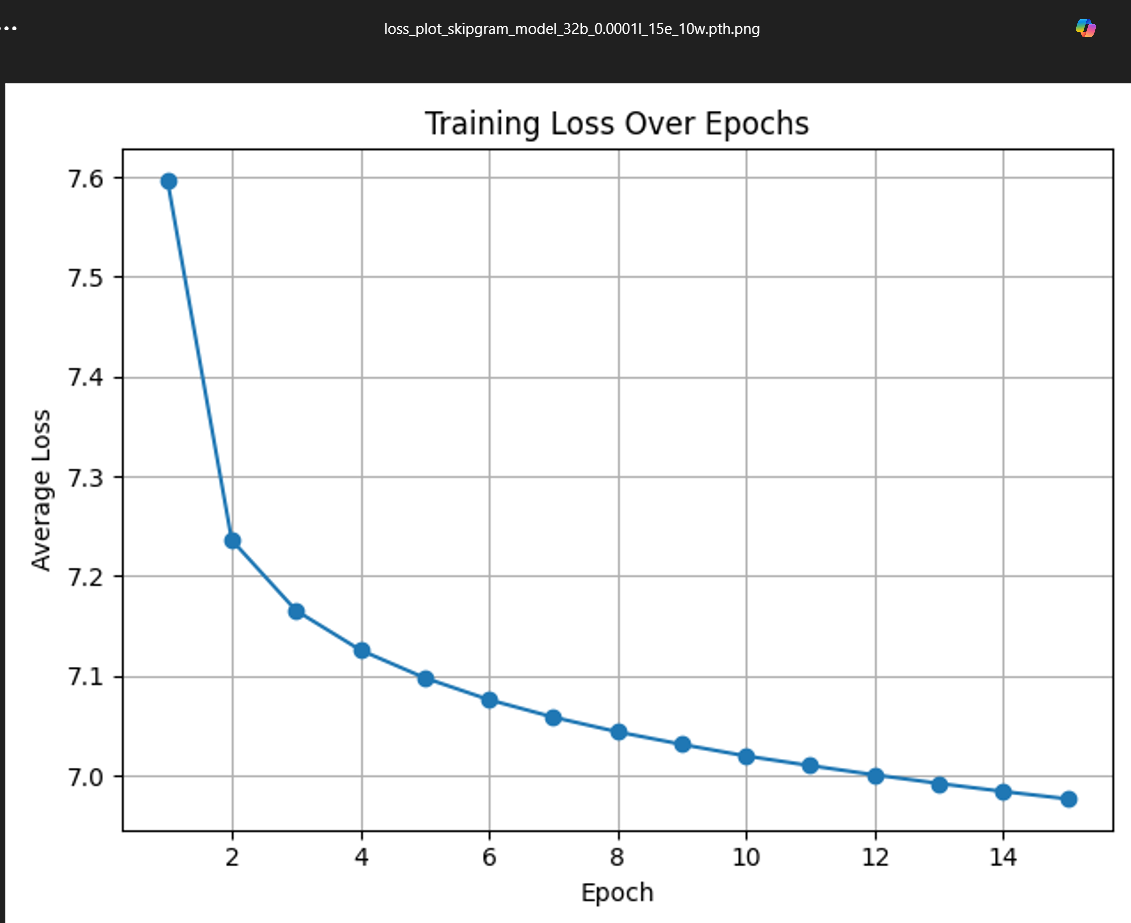 ...
loss_plot_skipgram_model_32b_0.0001l_15e_10w.pth.png
Training Loss Over Epochs
7.6
7.5
7.4
7.3
7.2
7.1
7.0
Average Loss
2 4 6 8 10 12 14
Epoch